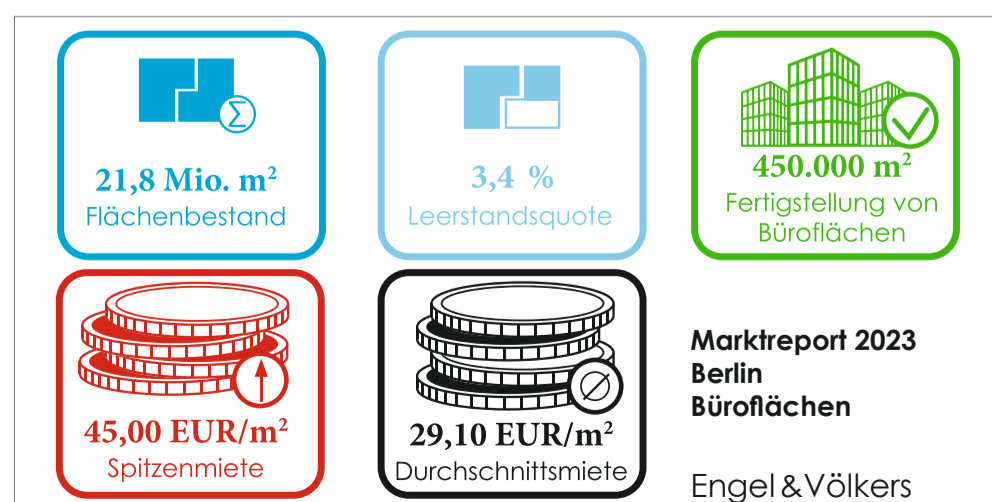 21,8 Mio. m²
Flächenbestand
3,4 %
Leerstandsquote
450.000 m²
Fertigstellung von
Büroflächen
45,00 EUR/m²
Spitzenmiete
29,10 EUR/m²
Durchschnittsmiete
Marktreport 2023
Berlin
Büroflächen
Engel & Völkers